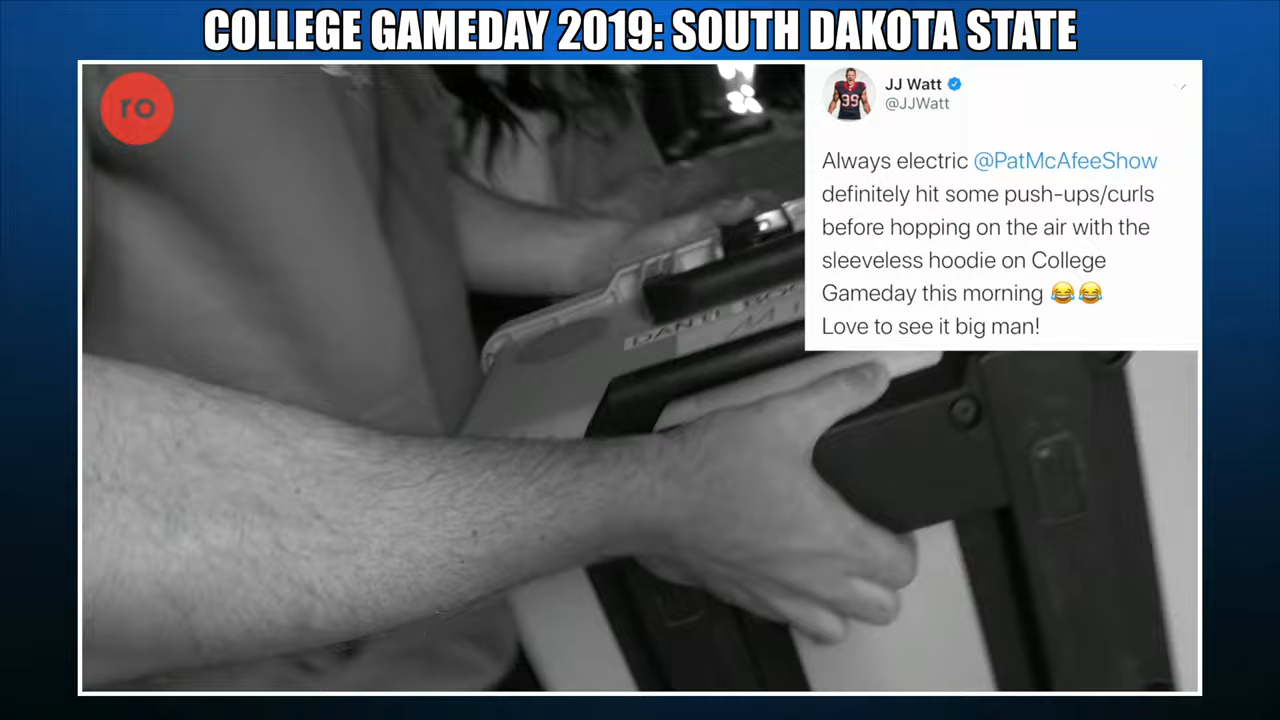 COLLEGE GAMEDAY 2019: SOUTH DAKOTA STATE
ro
JJ Watt
@JJWatt
Always electric @PatMcAfeeShow
definitely hit some push-ups/curls
before hopping on the air with the
sleeveless hoodie on College
Gameday this morning 😂😂
Love to see it big man!